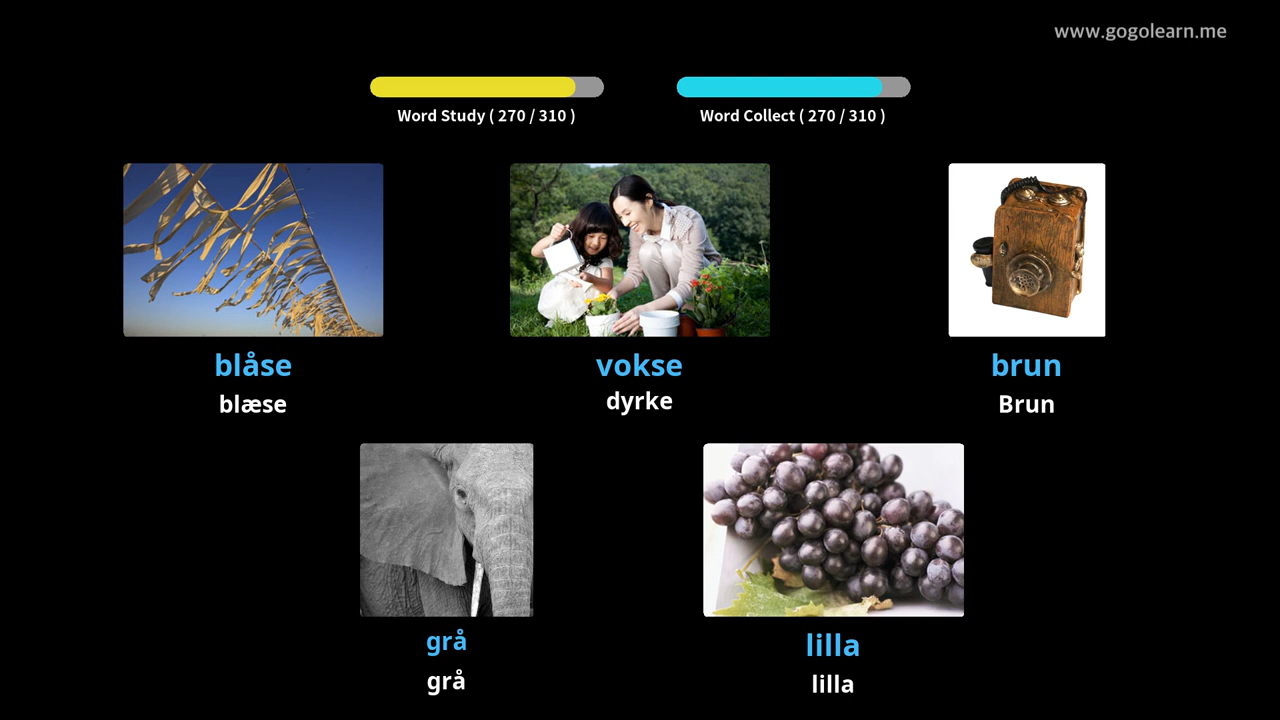 www.gogolearn.me
Word Study ( 270 / 310 )
Word Collect ( 270 / 310 )
blåse
blæse
vokse
dyrke
brun
Brun
grå
grå
lilla
lilla